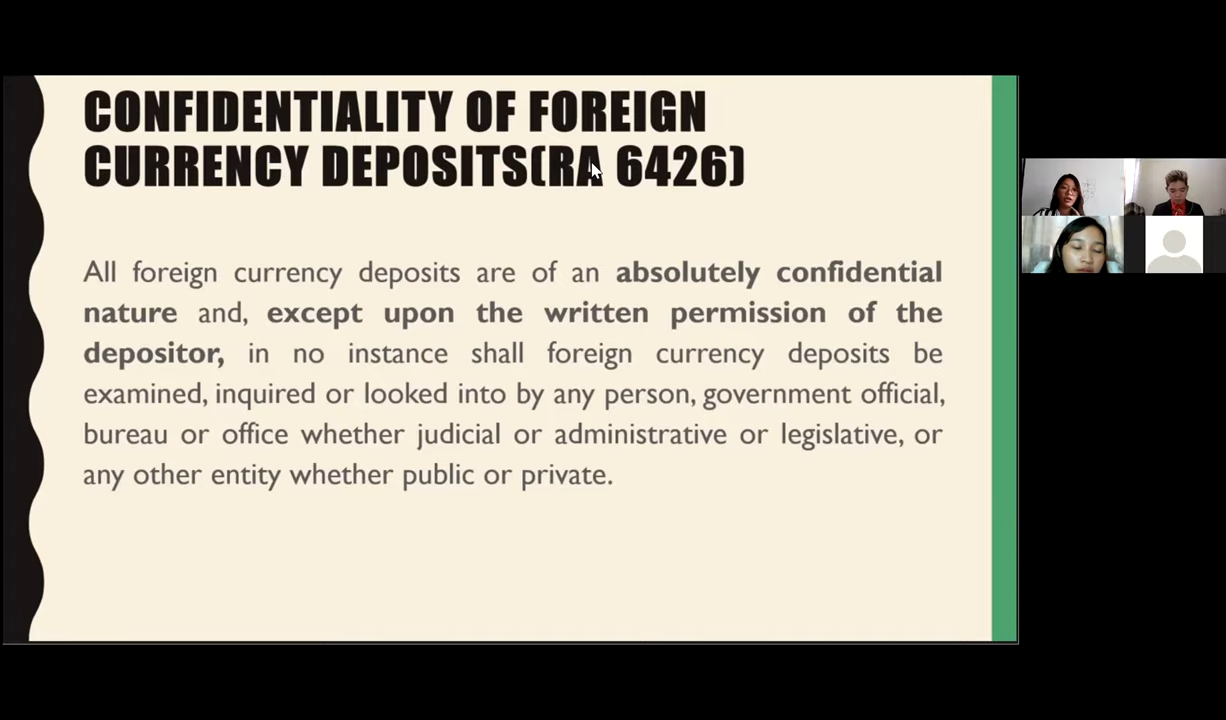 CONFIDENTIALITY OF FOREIGN
CURRENCY DEPOSITS(RA 6426)
All foreign currency deposits are of an absolutely confidential
nature and, except upon the written permission of the
depositor, in no instance shall foreign currency deposits be
examined, inquired or looked into by any person, government official,
bureau or office whether judicial or administrative or legislative, or
any other entity whether public or private.